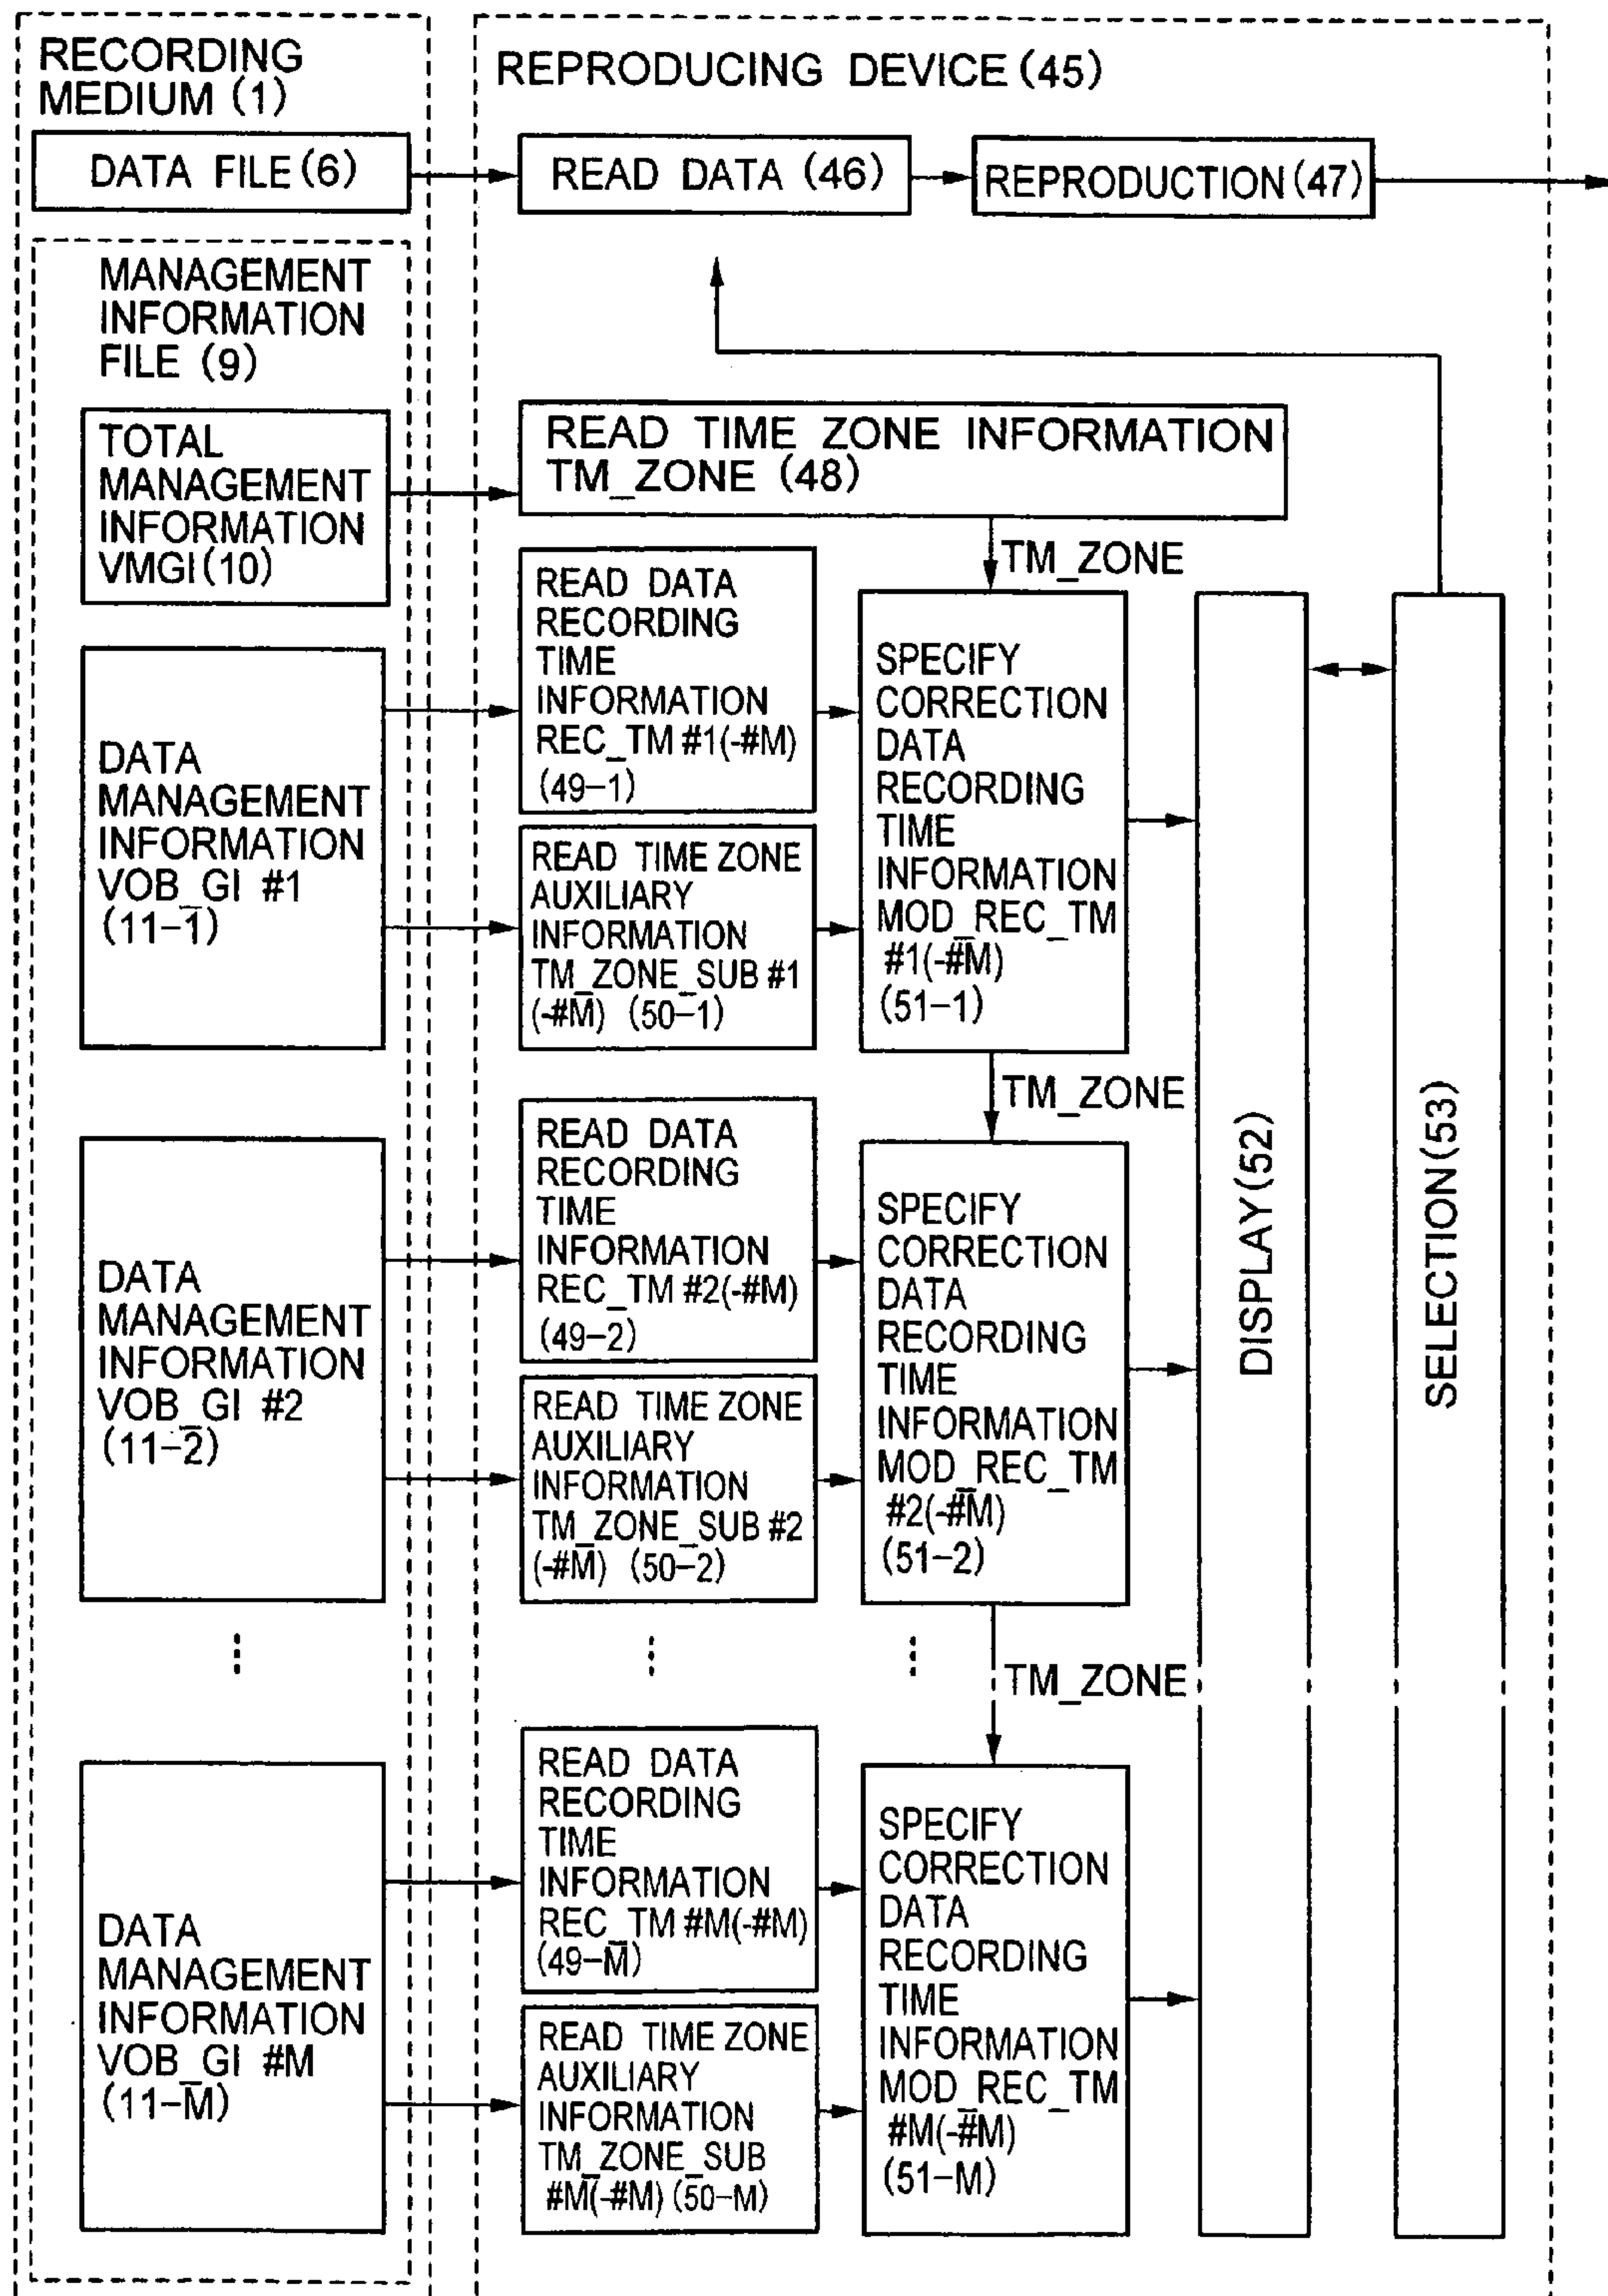 RECORDING
MEDIUM (1)
REPRODUCING DEVICE (45)
DATA FILE (6)
READ DATA (46)
REPRODUCTION (47)
MANAGEMENT
INFORMATION
FILE (9)
TOTAL
MANAGEMENT
INFORMATION
VMGI (10)
READ TIME ZONE INFORMATION
TM_ZONE (48)
TM_ZONE
DATA
MANAGEMENT
INFORMATION
VOB_GI #1
(11-1)
READ DATA
RECORDING
TIME
INFORMATION
REC_TM #1(-#M)
(49-1)
READ TIME ZONE
AUXILIARY
INFORMATION
TM_ZONE_SUB #1
(-#M) (50-1)
SPECIFY
CORRECTION
DATA
RECORDING
TIME
INFORMATION
MOD_REC_TM
#1(-#M)
(51-1)
TM_ZONE
DISPLAY (52)
SELECTION (53)
DATA
MANAGEMENT
INFORMATION
VOB_GI #2
(11-2)
READ DATA
RECORDING
TIME
INFORMATION
REC_TM #2(-#M)
(49-2)
READ TIME ZONE
AUXILIARY
INFORMATION
TM_ZONE_SUB #2
(-#M) (50-2)
SPECIFY
CORRECTION
DATA
RECORDING
TIME
INFORMATION
MOD_REC_TM
#2(-#M)
(51-2)
TM_ZONE
DATA
MANAGEMENT
INFORMATION
VOB_GI #M
(11-M)
READ DATA
RECORDING
TIME
INFORMATION
REC_TM #M(-#M)
(49-M)
READ TIME ZONE
AUXILIARY
INFORMATION
TM_ZONE_SUB
#M(-#M) (50-M)
SPECIFY
CORRECTION
DATA
RECORDING
TIME
INFORMATION
MOD_REC_TM
#M(-#M)
(51-M)